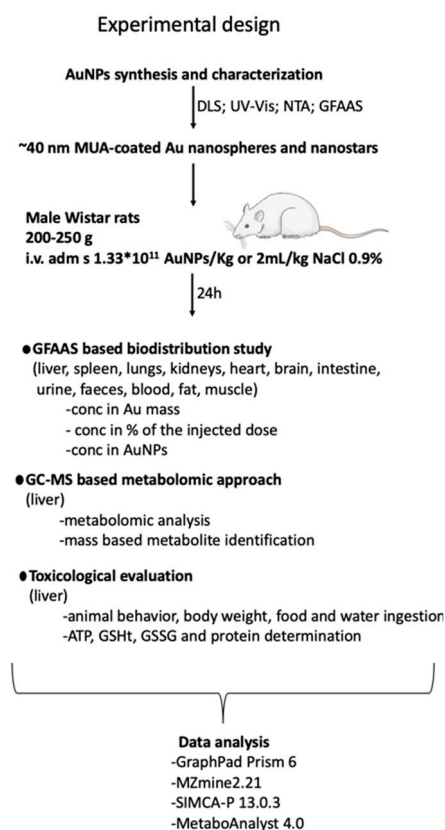 Experimental design
AuNPs synthesis and characterization
DLS; UV-Vis; NTA; GFAAS
~40 nm MUA-coated Au nanospheres and nanostars
Male Wistar rats
200-250 g
i.v. adm s 1.33*10¹¹ AuNPs/Kg or 2mL/kg NaCl 0.9%
24h
●GFAAS based biodistribution study
(liver, spleen, lungs, kidneys, heart, brain, intestine,
urine, faeces, blood, fat, muscle)
-conc in Au mass
- conc in % of the injected dose
-conc in AuNPs
●GC-MS based metabolomic approach
(liver)
-metabolomic analysis
-mass based metabolite identification
●Toxicological evaluation
(liver)
-animal behavior, body weight, food and water ingestion
-ATP, GSHt, GSSG and protein determination
Data analysis
-GraphPad Prism 6
-MZmine2.21
-SIMCA-P 13.0.3
-MetaboAnalyst 4.0